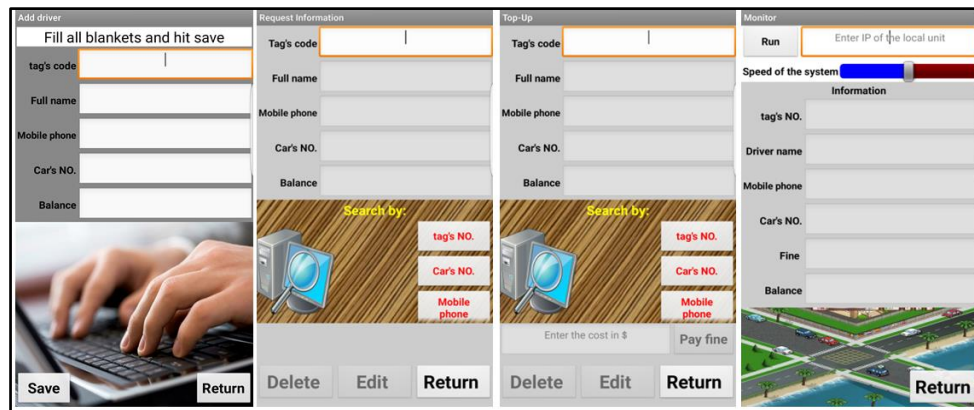 Add driver
Fill all blankets and hit save
tag's code
Full name
Mobile phone
Car's NO.
Balance
Save
Return
Request Information
Tag's code
Full name
Mobile phone
Car's NO.
Balance
Search by:
tag's NO.
Car's NO.
Mobile
phone
Delete
Edit
Return
Top-Up
Tag's code
Full name
Mobile phone
Car's NO.
Balance
Search by:
tag's NO.
Car's NO.
Mobile
phone
Enter the cost in $
Pay fine
Delete
Edit
Return
Monitor
Run
Enter IP of the local unit
Speed of the system
Information
tag's NO.
Driver name
Mobile phone
Car's NO.
Fine
Balance
Return